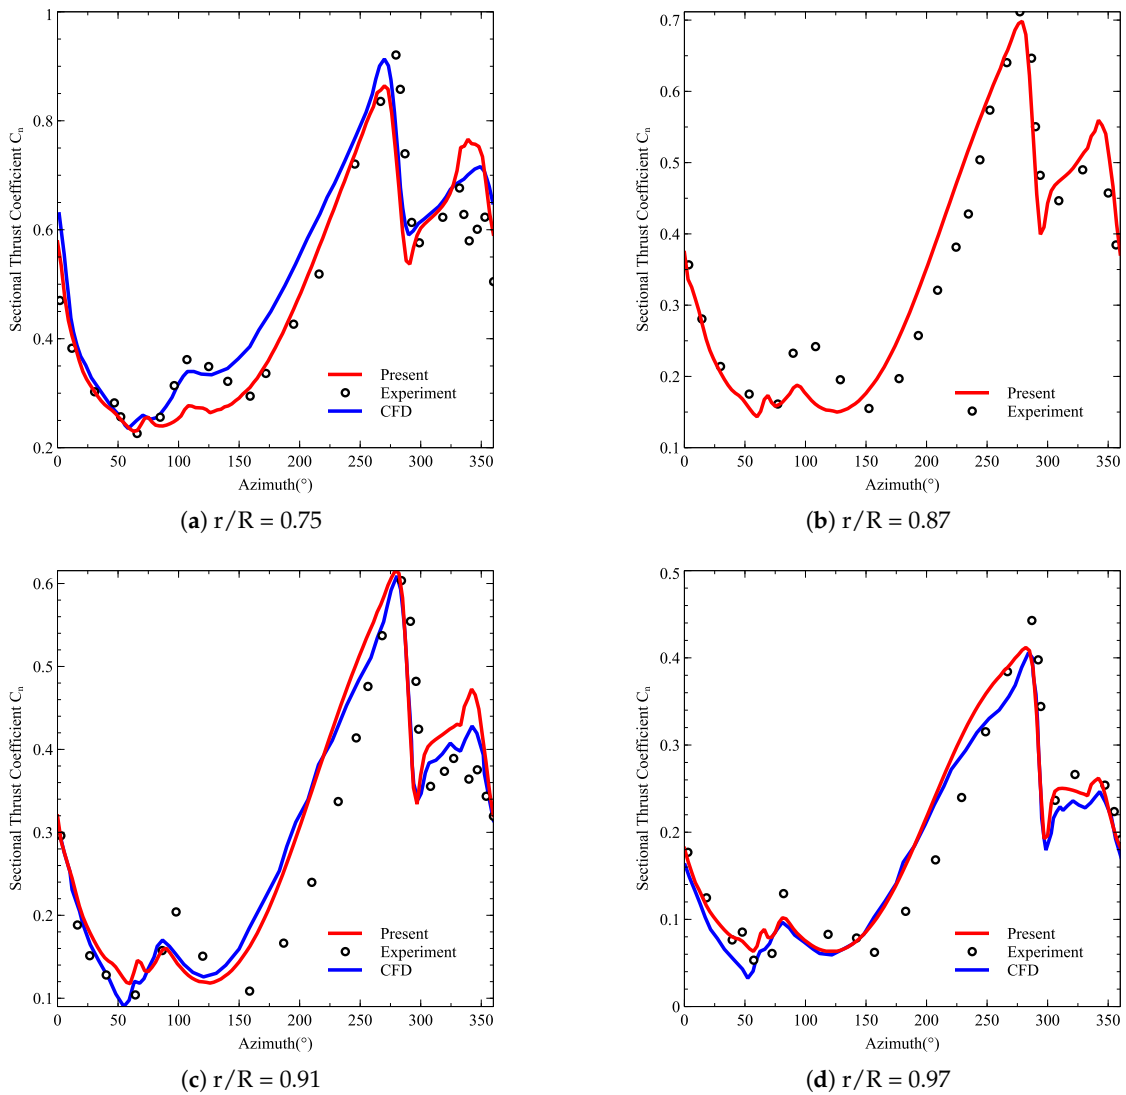 1
0.8
0.6
0.4
0.2
Sectional Thrust Coefficient Cₙ
Present
Experiment
CFD
0 50 100 150 200 250 300 350
Azimuth(°)
(a) r/R = 0.75
0.7
0.6
0.5
0.4
0.3
0.2
0.1
Sectional Thrust Coefficient Cₙ
Present
Experiment
0 50 100 150 200 250 300 350
Azimuth(°)
(b) r/R = 0.87
0.6
0.5
0.4
0.3
0.2
0.1
Sectional Thrust Coefficient Cₙ
Present
Experiment
CFD
0 50 100 150 200 250 300 350
Azimuth(°)
(c) r/R = 0.91
0.5
0.4
0.3
0.2
0.1
0
Sectional Thrust Coefficient Cₙ
Present
Experiment
CFD
0 50 100 150 200 250 300 350
Azimuth(°)
(d) r/R = 0.97